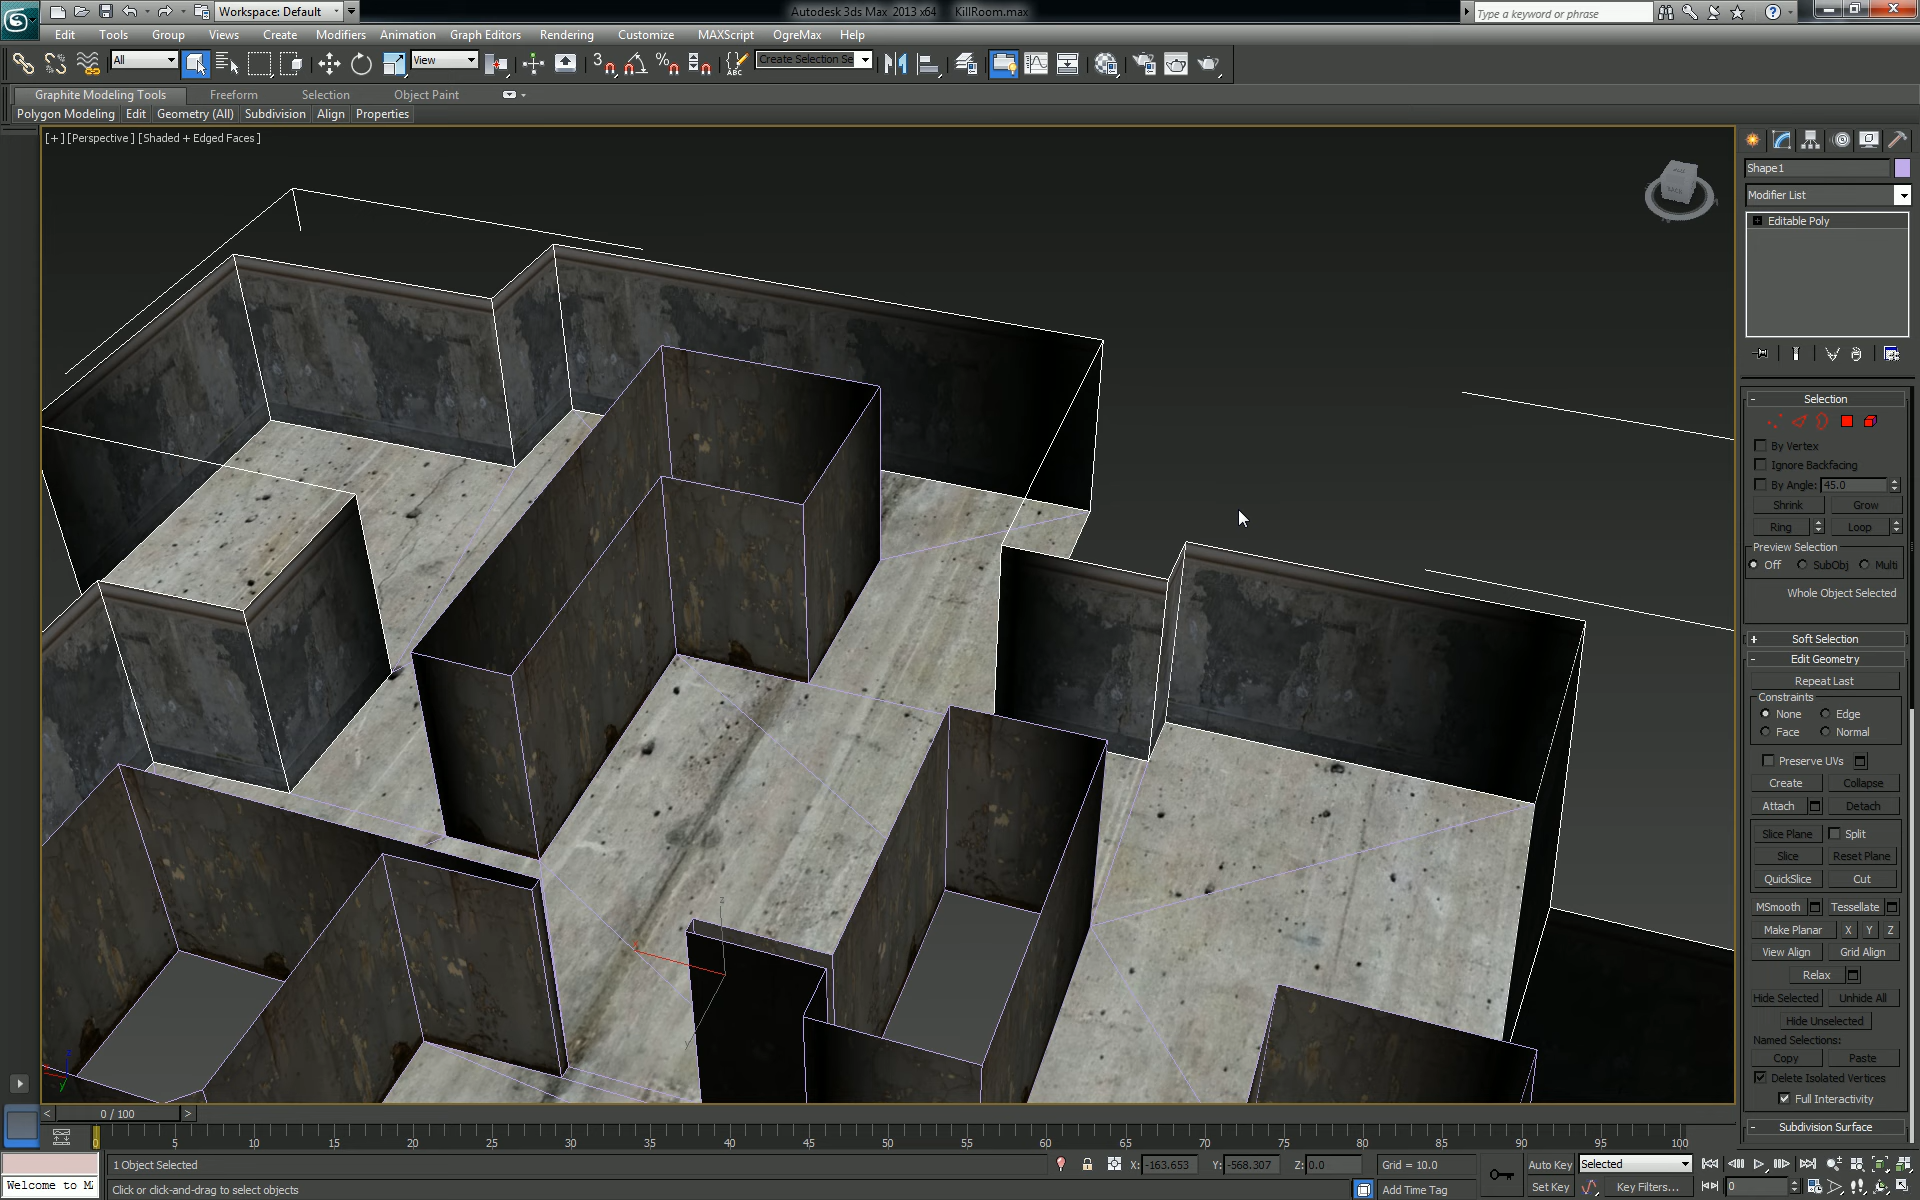 Workspace: Default
Autodesk 3ds Max 2013 x64 KillRoom.max
Type a keyword or phrase
Edit Tools Group Views Create Modifiers Animation Graph Editors Rendering Customize MAXScript OgreMax Help
All View 3 Create Selection Se
Graphite Modeling Tools Freeform Selection Object Paint
Polygon Modeling Edit Geometry (All) Subdivision Align Properties
[+][Perspective][Shaded + Edged Faces]
Shape1
Modifier List
Editable Poly
Selection
By Vertex
Ignore Backfacing
By Angle: 45.0
Shrink Grow
Ring Loop
Preview Selection
Off SubObj Multi
Whole Object Selected
Soft Selection
Edit Geometry
Repeat Last
Constraints
None Edge
Face Normal
Preserve UVs
Create Collapse
Attach Detach
Slice Plane Split
Slice Reset Plane
QuickSlice Cut
MSmooth Tessellate
Make Planar X Y Z
View Align Grid Align
Relax
Hide Selected Unhide All
Hide Unselected
Named Selections:
Copy Paste
Delete Isolated Vertices
Full Interactivity
Subdivision Surface
z
x
y
< 0 / 100 >
0 5 10 15 20 25 30 35 40 45 50 55 60 65 70 75 80 85 90 95 100
1 Object Selected X: -163.653 Y: -568.307 Z: 0.0 Grid = 10.0 Auto Key Selected
Welcome to MA Click or click-and-drag to select objects Add Time Tag Set Key Key Filters... 0